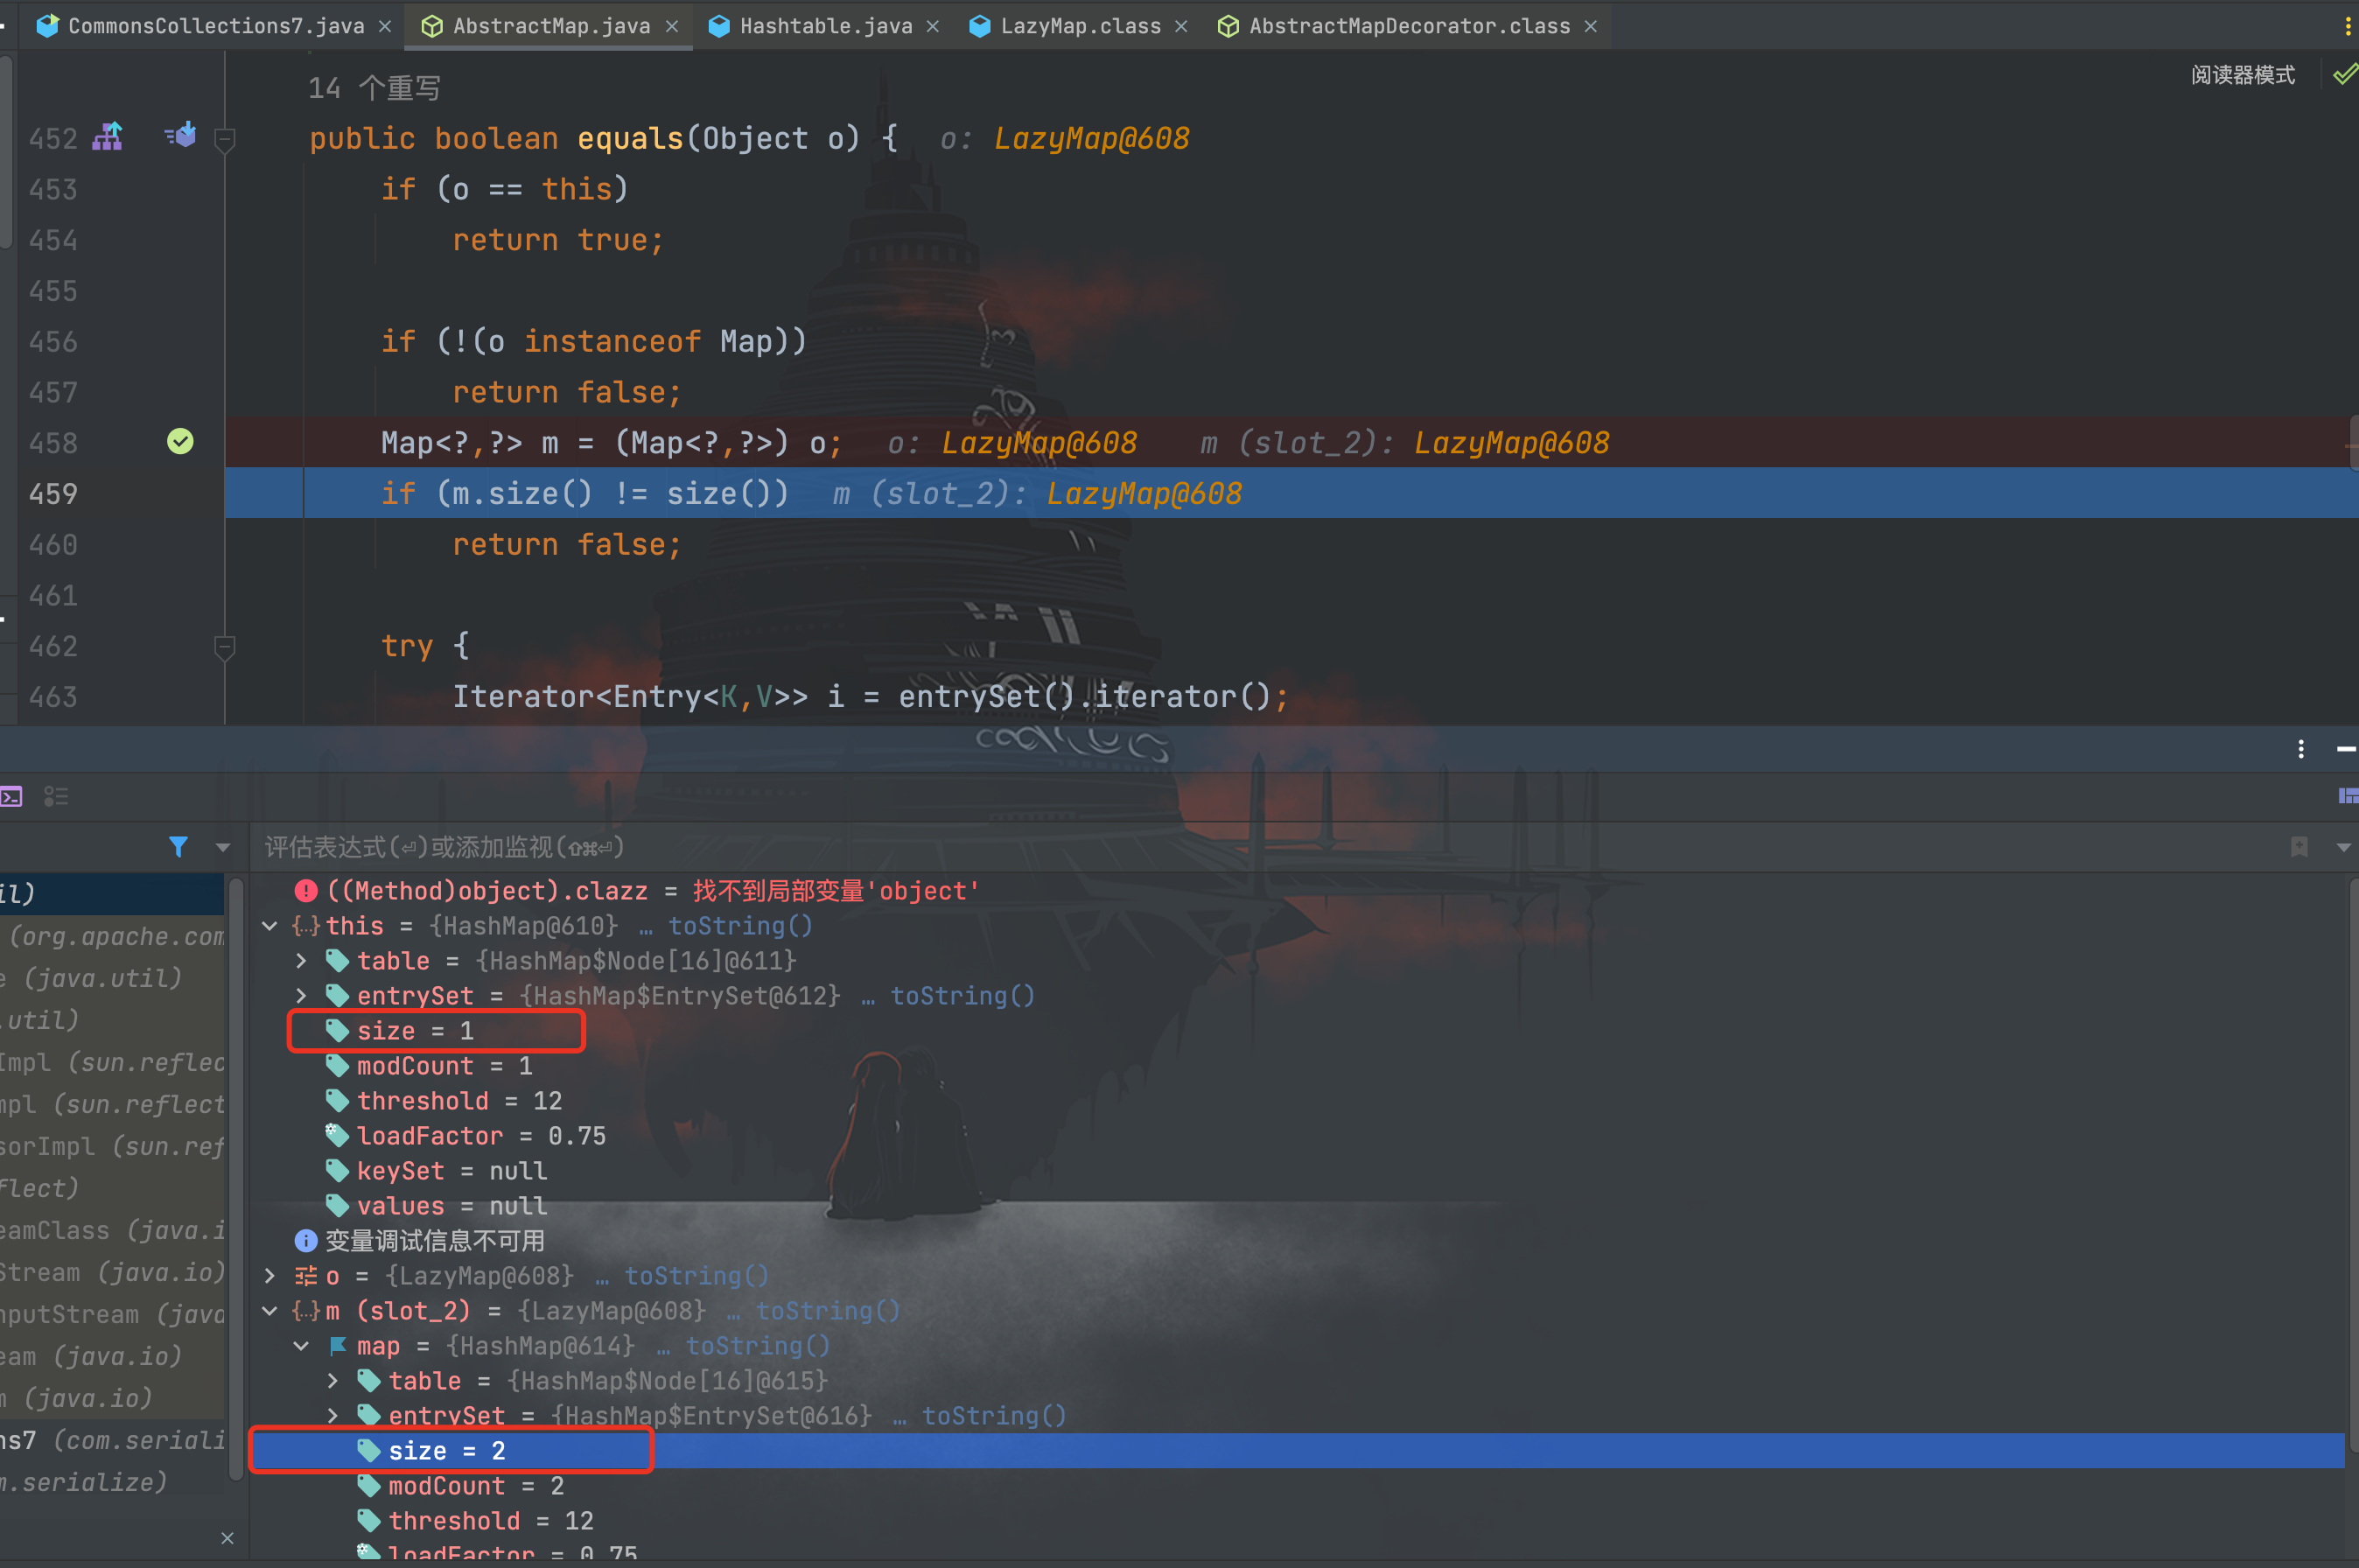 CommonsCollections7.java AbstractMap.java Hashtable.java LazyMap.class AbstractMapDecorator.class
14 个重写
阅读器模式
452 public boolean equals(Object o) { o: LazyMap@608
453 if (o == this)
454 return true;
455
456 if (!(o instanceof Map))
457 return false;
458 Map<?,?> m = (Map<?,?>) o; o: LazyMap@608 m (slot_2): LazyMap@608
459 if (m.size() != size()) m (slot_2): LazyMap@608
460 return false;
461
462 try {
463 Iterator<Entry<K,V>> i = entrySet().iterator();
评估表达式(⏎)或添加监视(⇧⌘⏎)
il)
(org.apache.com
e (java.util)
.util)
Impl (sun.reflec
mpl (sun.reflect
sorImpl (sun.ref
flect)
eamClass (java.i
Stream (java.io)
nputStream (java
eam (java.io)
m (java.io)
ns7 (com.seriali
m.serialize)
((Method)object).clazz = 找不到局部变量'object'
this = {HashMap@610} … toString()
table = {HashMap$Node[16]@611}
entrySet = {HashMap$EntrySet@612} … toString()
size = 1
modCount = 1
threshold = 12
loadFactor = 0.75
keySet = null
values = null
变量调试信息不可用
o = {LazyMap@608} … toString()
m (slot_2) = {LazyMap@608} … toString()
map = {HashMap@614} … toString()
table = {HashMap$Node[16]@615}
entrySet = {HashMap$EntrySet@616} … toString()
size = 2
modCount = 2
threshold = 12
loadFactor = 0.75